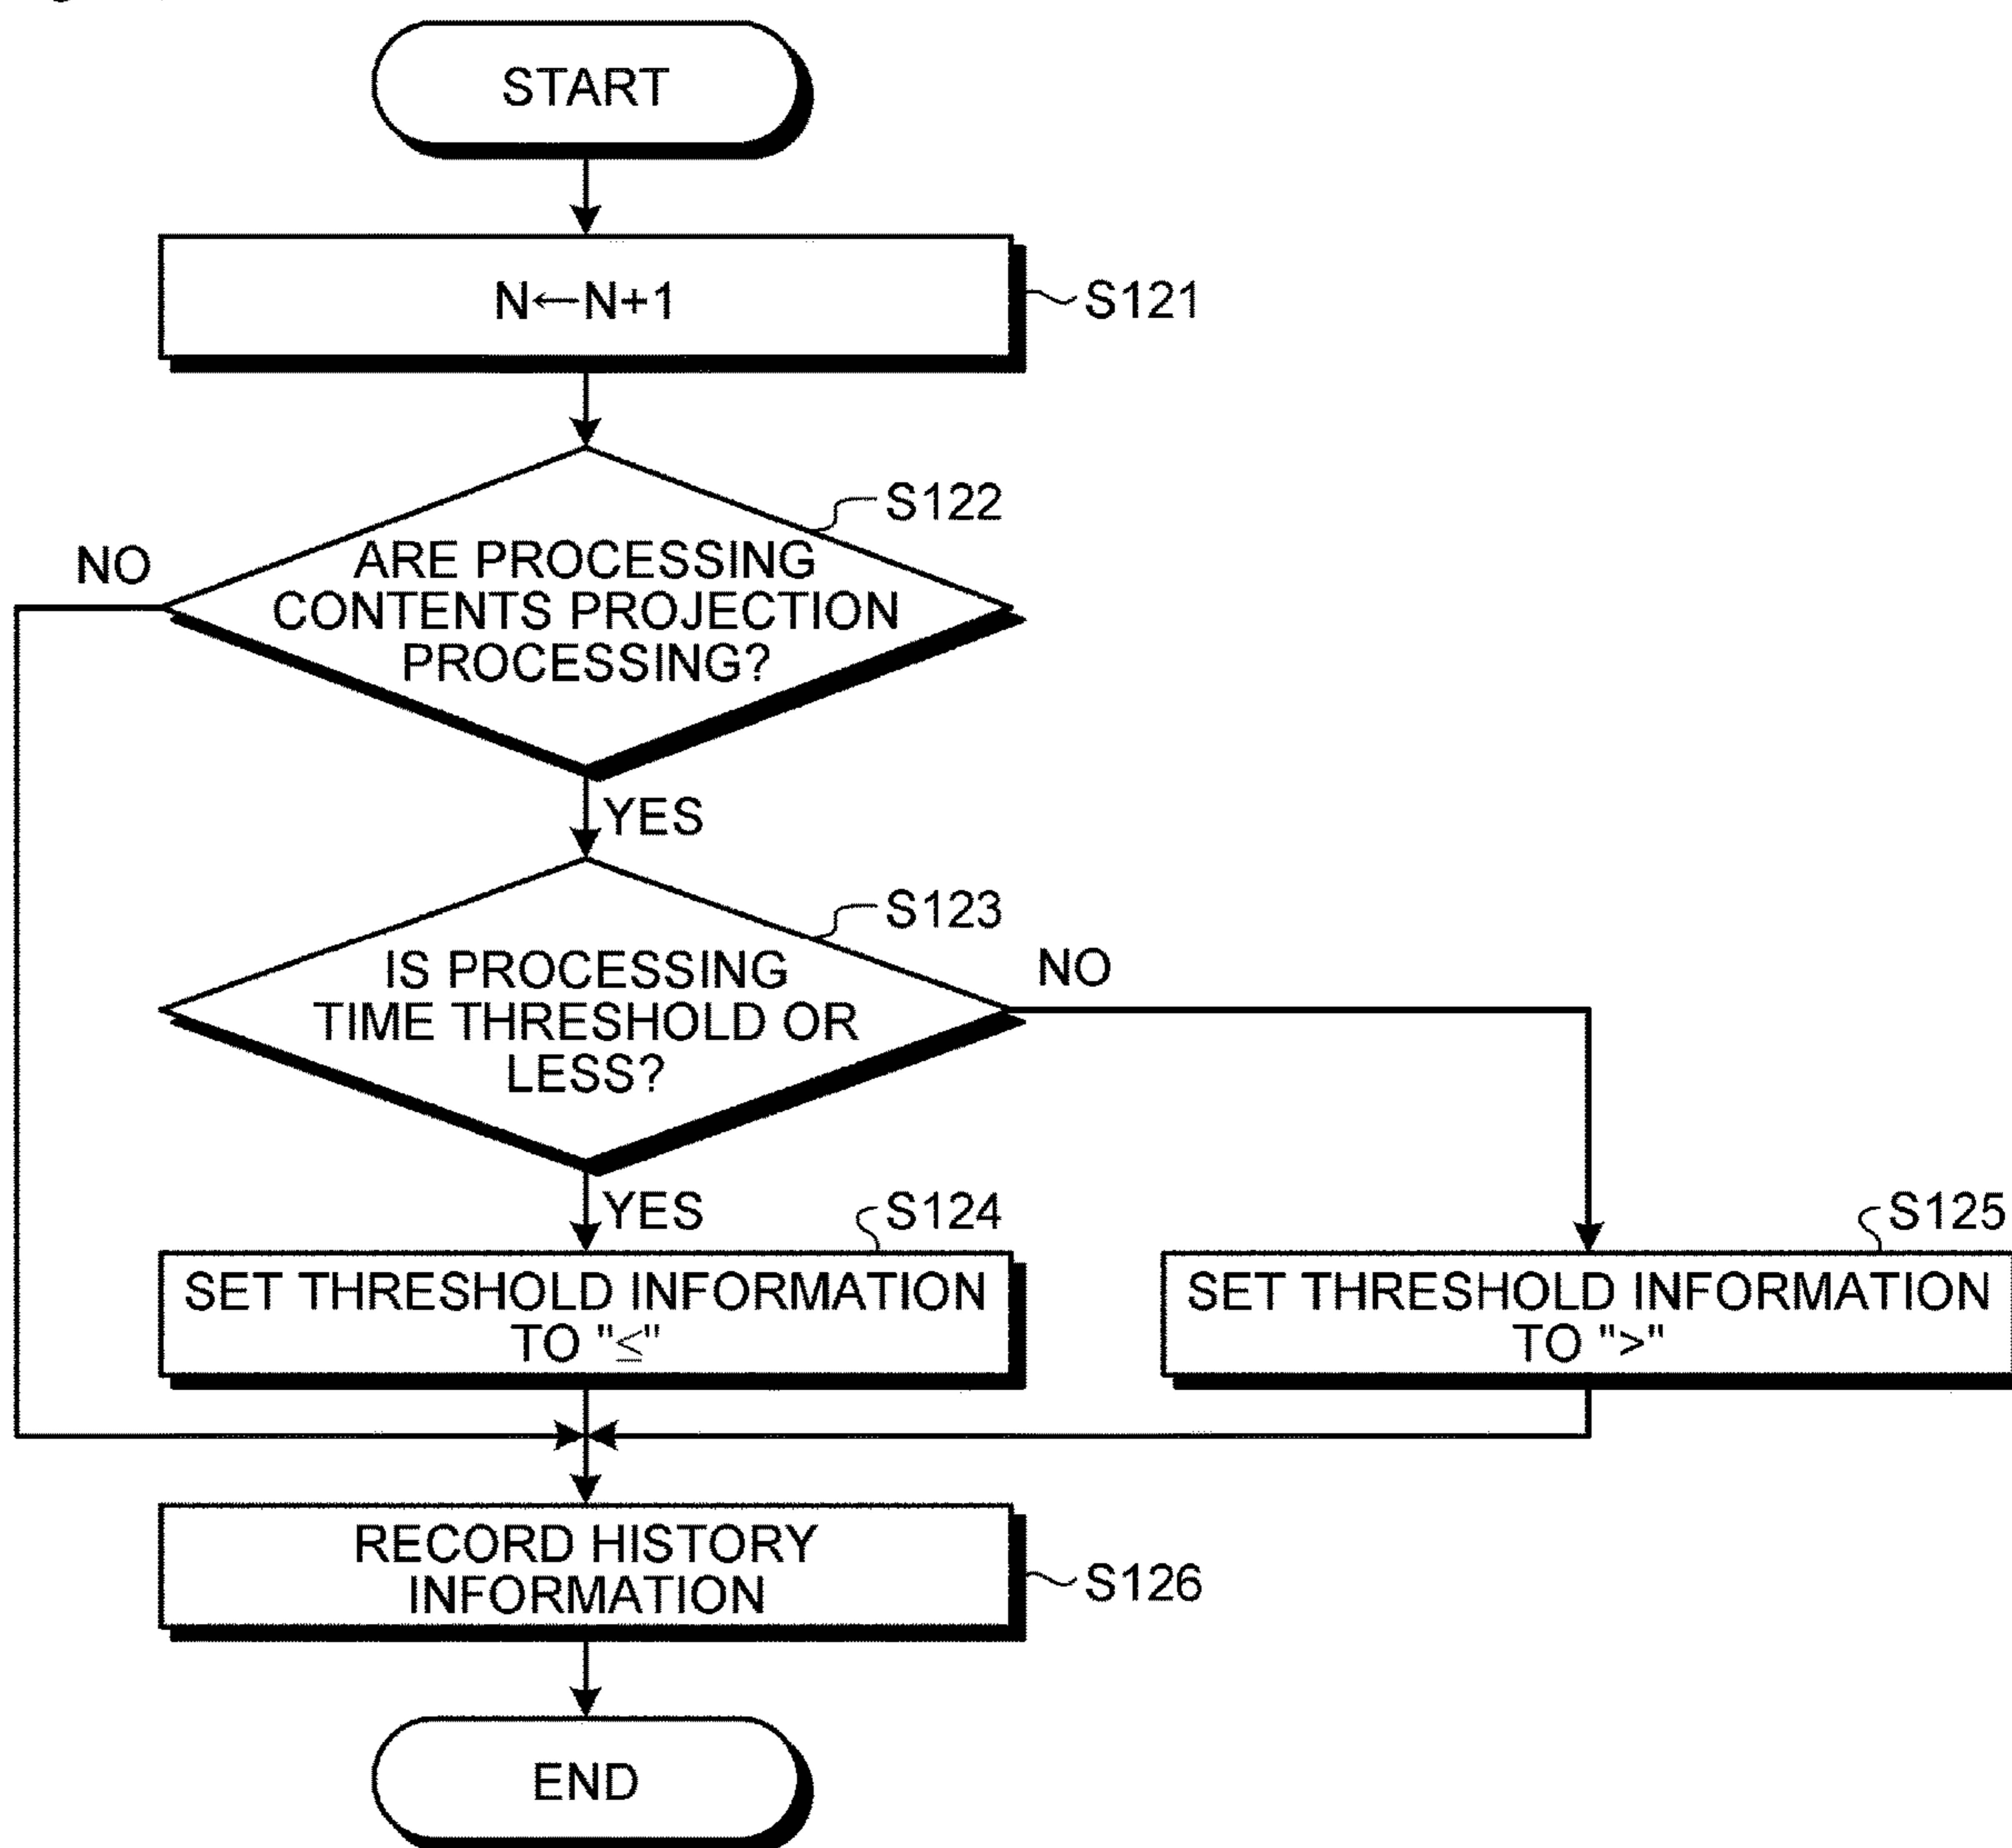 START
N←N+1
S121
S122
NO
ARE PROCESSING
CONTENTS PROJECTION
PROCESSING?
YES
S123
IS PROCESSING
TIME THRESHOLD OR
LESS?
NO
YES
S124
SET THRESHOLD INFORMATION
TO "≤"
S125
SET THRESHOLD INFORMATION
TO ">"
RECORD HISTORY
INFORMATION
S126
END